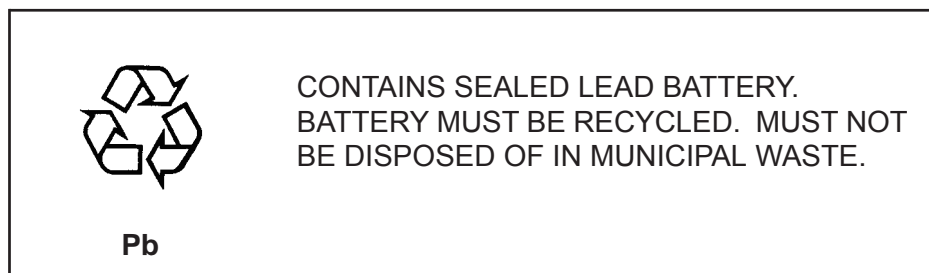 CONTAINS SEALED LEAD BATTERY.
BATTERY MUST BE RECYCLED.  MUST NOT
BE DISPOSED OF IN MUNICIPAL WASTE.
Pb